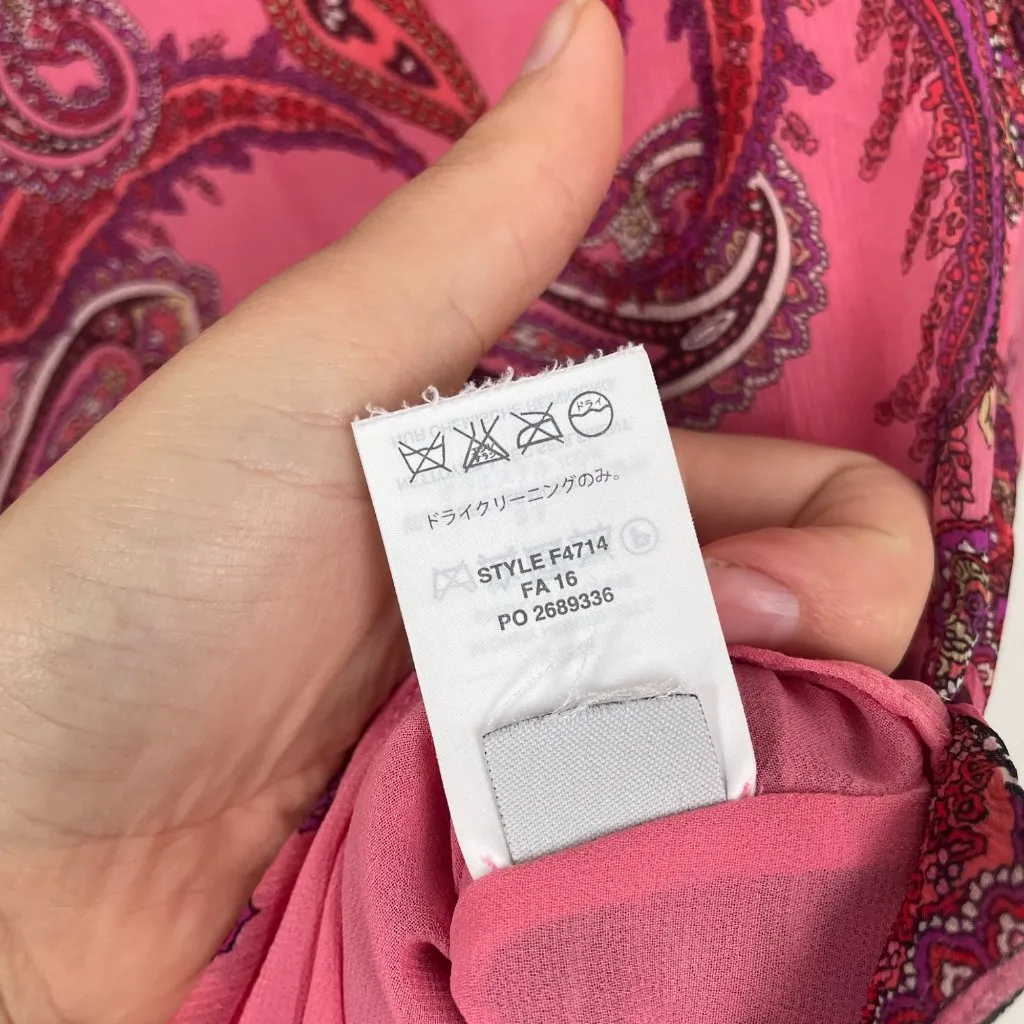 ドライ
ドライクリーニングのみ。
STYLE F4714
FA 16
PO 2689336